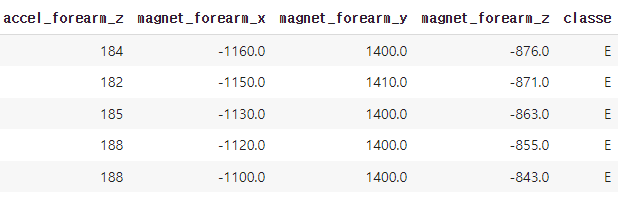 accel_forearm_z magnet_forearm_x magnet_forearm_y magnet_forearm_z classe
184 -1160.0 1400.0 -876.0 E
182 -1150.0 1410.0 -871.0 E
185 -1130.0 1400.0 -863.0 E
188 -1120.0 1400.0 -855.0 E
188 -1100.0 1400.0 -843.0 E